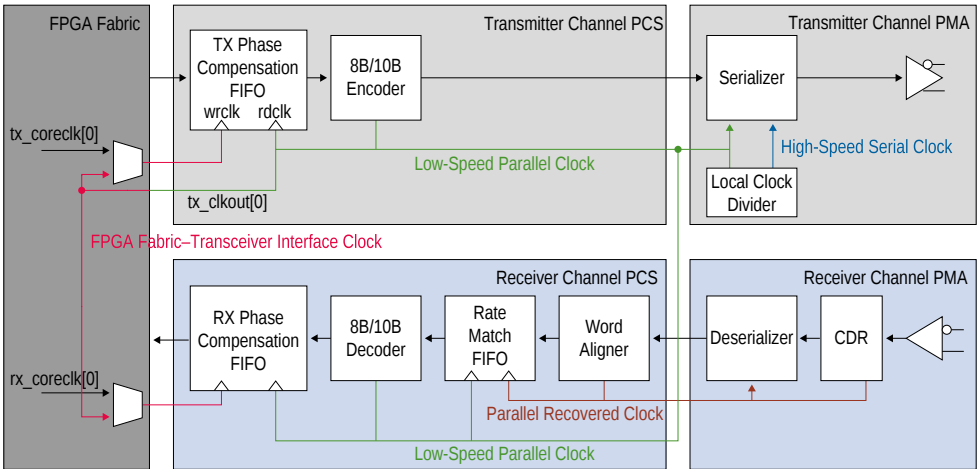 FPGA Fabric
Transmitter Channel PCS
Transmitter Channel PMA
TX Phase
Compensation
FIFO
wrclk rdclk
8B/10B
Encoder
Serializer
tx_coreclk[0]
Low-Speed Parallel Clock
High-Speed Serial Clock
Local Clock
Divider
tx_clkout[0]
FPGA Fabric–Transceiver Interface Clock
Receiver Channel PCS
Receiver Channel PMA
RX Phase
Compensation
FIFO
8B/10B
Decoder
Rate
Match
FIFO
Word
Aligner
Deserializer
CDR
rx_coreclk[0]
Parallel Recovered Clock
Low-Speed Parallel Clock